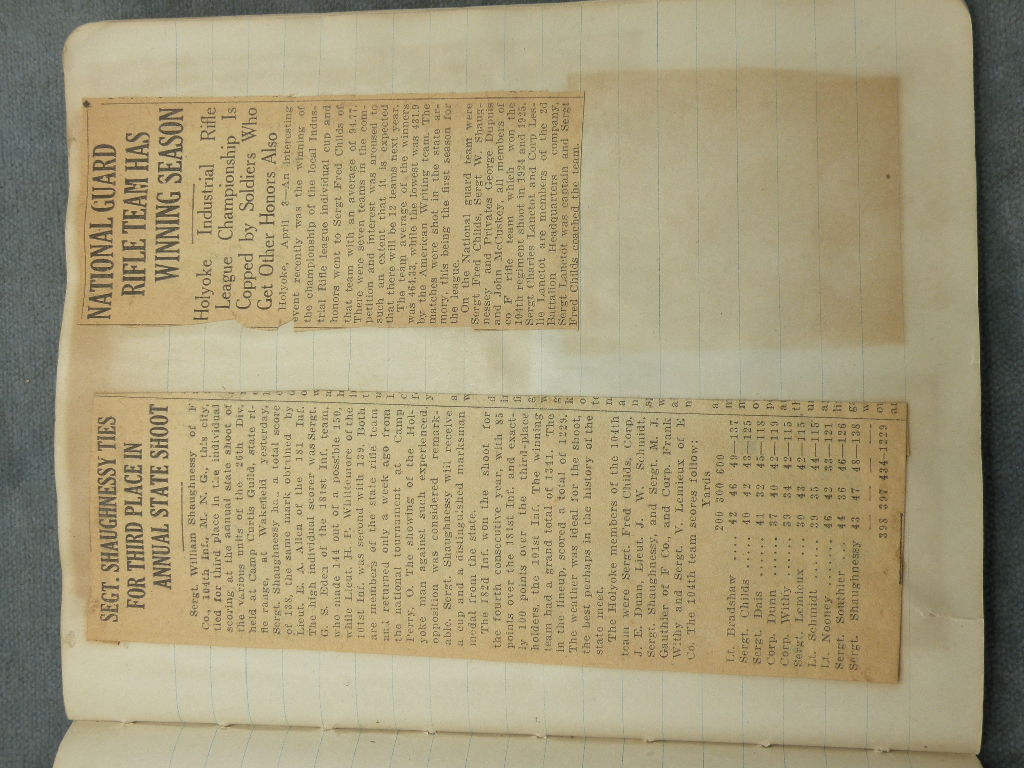 SEGT. SHAUGHNESSY TIES
FOR THIRD PLACE IN
ANNUAL STATE SHOOT
Sergt William Shaughnessy of F
Co., 104th Inf., M. N. G., this city,
tied for third place in the individual
scoring at the annual state shoot of
the various units of the 26th Div.
held at Camp Curtis Guild, state ri-
fle range, at Wakefield yesterday.
Sergt. Shaughnessy had a total score
of 138, the same mark obtained by
Lieut. E. A. Allen of the 181 Inf.
The high individual scorer was Sergt.
G. S. Eden of the 181st Inf team,
who made 144 out of a possible 150,
while Lieut. H. F. Whittemore of the
101st Inf. was second with 139. Both
are members of the state rifle team
and returned only a week ago from
the national tournament at Camp
Perry, O. The showing of the Hol-
yoke man against such experienced
opposition was considered remark-
able. Sergt. Shaughnessy will receive
a cup and a distinguished marksman
medal from the state.
The 182d Inf. won the shoot for
the fourth consecutive year, with 85
points over the 181st Inf. and exact-
ly 100 points over the third-place
holders, the 101st Inf. The winning
team had a grand total of 1341. The
in the lineup, scored a total of 1229.
The weather was ideal for the shoot,
the best perhaps in the history of the
state meet.
The Holyoke members of the 104th
team were Sergt. Fred Childs, Corp.
J. E. Dunn, Lieut J. W. Schmidt,
Sergt. Shaughnessy, and Sergt. M. J.
Gauthier of F Co., and Corp. Frank
Withy and Sergt. V. Lemieux of E
Co. The 104th team scores follow:
Yards
200 300 600
Lt. Bradshaw .... 42 46 49—137
Sergt. Childs .... 40 42 43—125
Sergt. Dais ...... 41 32 45—118
Corp. Dunn ...... 37 40 42—119
Corp. Withy ..... 39 34 42—115
Sergt. Lemieux .. 30 43 42—115
Lt. Schmidt ..... 39 35 44—115
Lt. Nooney ...... 46 42 33—121
Sergt. Souchler .. 44 36 46—126
Sergt. Shaughnessy 43 47 48—138
398 397 434—1229
NATIONAL GUARD
RIFLE TEAM HAS
WINNING SEASON
Holyoke Industrial Rifle
League Championship Is
Copped by Soldiers Who
Get Other Honors Also
Holyoke, April 3—An interesting
event recently was the winning of
the championship of the local Indus-
trial Rifle league individual cup and
honors went to Sergt Fred Childs of
that team with an average of 94.77.
There were seven teams in the com-
petition and interest was aroused to
such an extent that it is expected
that there will be 12 teams next year.
The team average of the winners
was 464.33, while the lowest was 421.9
by the American Writing team. The
matches were shot in the state ar-
mory, this being the first season for
the league.
On the National guard team were
Sergt Fred Childs, Sergt W. Shaug-
nessey and Privates George Dupuis
and John McCuskey, all members of
co F rifle team which won the
104th regiment shoot in 1924 and 1925.
Sergt Charles Lanctot and Corp Les-
lie Lanctot are members of the 2d
Battalion Headquarters company.
Sergt Lanctot was captain and Sergt
Fred Childs coached the team.